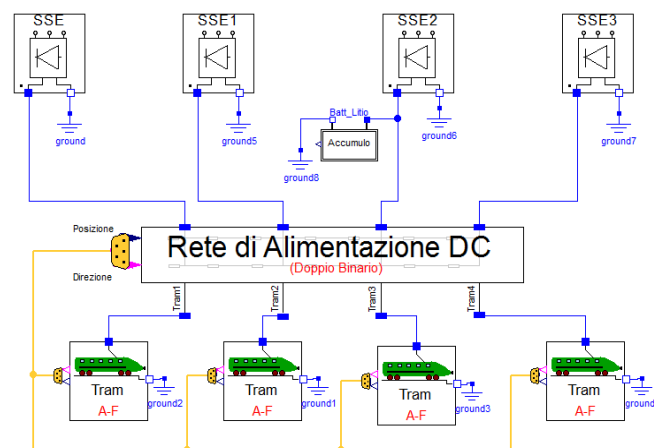 SSE
SSE1
SSE2
SSE3
ground
ground5
Batt_Litio
ground6
ground7
Accumulo
ground8
Posizione
Rete di Alimentazione DC
(Doppio Binario)
Direzione
Tram1
Tram2
Tram3
Tram4
Tram
A-F
ground2
Tram
A-F
ground1
Tram
A-F
ground3
Tram
A-F